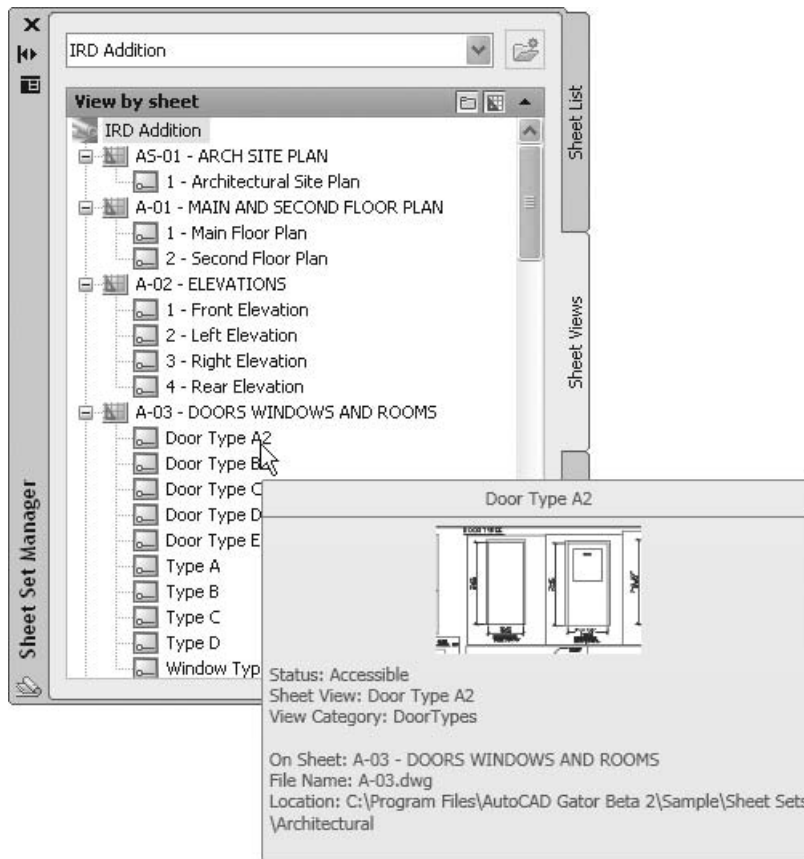 IRD Addition
View by sheet
IRD Addition
AS-01 - ARCH SITE PLAN
1 - Architectural Site Plan
A-01 - MAIN AND SECOND FLOOR PLAN
1 - Main Floor Plan
2 - Second Floor Plan
A-02 - ELEVATIONS
1 - Front Elevation
2 - Left Elevation
3 - Right Elevation
4 - Rear Elevation
A-03 - DOORS WINDOWS AND ROOMS
Door Type A2
Door Type B
Door Type C
Door Type D
Door Type E
Type A
Type B
Type C
Type D
Window Typ
Sheet List
Sheet Views
Sheet Set Manager
Door Type A2
DOOR TYPES
Status: Accessible
Sheet View: Door Type A2
View Category: DoorTypes
On Sheet: A-03 - DOORS WINDOWS AND ROOMS
File Name: A-03.dwg
Location: C:\Program Files\AutoCAD Gator Beta 2\Sample\Sheet Sets
\Architectural